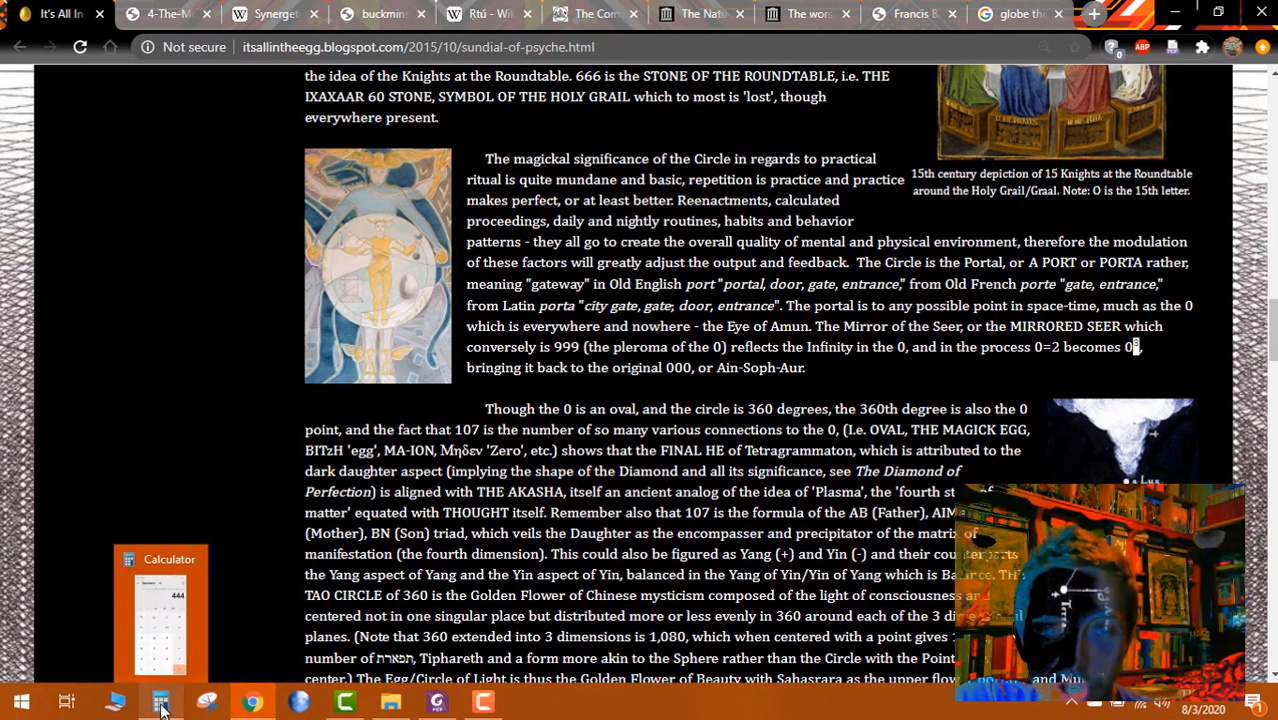 It's All In
4-The-M
Synerget
buckmin
Ṛtú - Wil
The Com
The Nat
The wors
Francis B
globe the
Not secure
itsallintheegg.blogspot.com/2015/10/sundial-of-psyche.html
the idea of the Knights at the Roundtable. 666 is the STONE OF THE ROUNDTABLE, i.e. THE
IXAXAAR 60 STONE, SYMBOL OF THE HOLY GRAIL which to most is 'lost', though
everywhere present.
15th century depiction of 15 Knights at the Roundtable
around the Holy Grail/Graal. Note: O is the 15th letter.
The magickal significance of the Circle in regards to practical
ritual is quite mundane and basic, repetition is practice and practice
makes perfect, or at least better. Reenactments, calculated
proceedings, daily and nightly routines, habits and behavior
patterns - they all go to create the overall quality of mental and physical environment, therefore the modulation
of these factors will greatly adjust the output and feedback.  The Circle is the Portal, or A PORT or PORTA rather,
meaning "gateway" in Old English port "portal, door, gate, entrance," from Old French porte "gate, entrance,"
from Latin porta "city gate, gate; door, entrance". The portal is to any possible point in space-time, much as the 0
which is everywhere and nowhere - the Eye of Amun. The Mirror of the Seer, or the MIRRORED SEER which
conversely is 999 (the pleroma of the 0) reflects the Infinity in the 0, and in the process 0=2 becomes 0³,
bringing it back to the original 000, or Ain-Soph-Aur.
Though the 0 is an oval, and the circle is 360 degrees, the 360th degree is also the 0
point, and the fact that 107 is the number of so many various connections to the 0, (I.e. OVAL, THE MAGICK EGG,
BITzH 'egg', MA-ION, Μηδεν 'Zero', etc.) shows that the FINAL HE of Tetragrammaton, which is attributed to the
dark daughter aspect (implying the shape of the Diamond and all its significance, see The Diamond of
Perfection) is aligned with THE AKASHA, itself an ancient analog of the idea of 'Plasma', the 'fourth st of
matter' equated with THOUGHT itself. Remember also that 107 is the formula of the AB (Father), AIMA
(Mother), BN (Son) triad, which veils the Daughter as the encompasser and precipitator of the matrix of
manifestation (the fourth dimension). This could also be figured as Yang (+) and Yin (-) and their counterparts
the Yang aspect of Yang and the Yin aspect of Yin, balanced in the Yang of Yin/Yin of Yang which is Balance. THE
TAO CIRCLE of 360 is the Golden Flower of Chinese mysticism composed of the light of consciousness and
centered not in one singular place but distributed more or less evenly in 360 around each of the 3 dimensional
planes. (Note that 360 extended into 3 dimensions is 1,080, which when centered with a point gives
number of תפארת, Tiphareth and a form more akin to the Sphere rather than the Circle with the Point
center.) The Egg/Circle of Light is thus the Golden Flower of Beauty with Sahasrara as the upper flow and
Calculator
444
8/3/2020